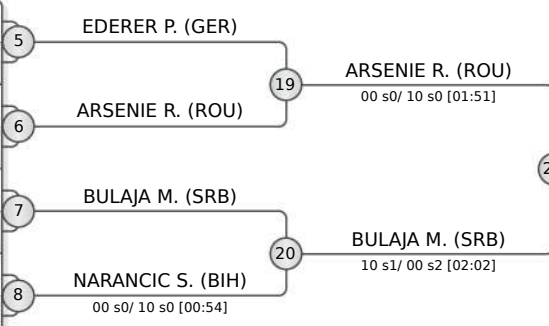 EDERER P. (GER)
5
19
ARSENIE R. (ROU)
00 s0/ 10 s0 [01:51]
ARSENIE R. (ROU)
6
BULAJA M. (SRB)
7
20
BULAJA M. (SRB)
10 s1/ 00 s2 [02:02]
NARANCIC S. (BIH)
8
00 s0/ 10 s0 [00:54]